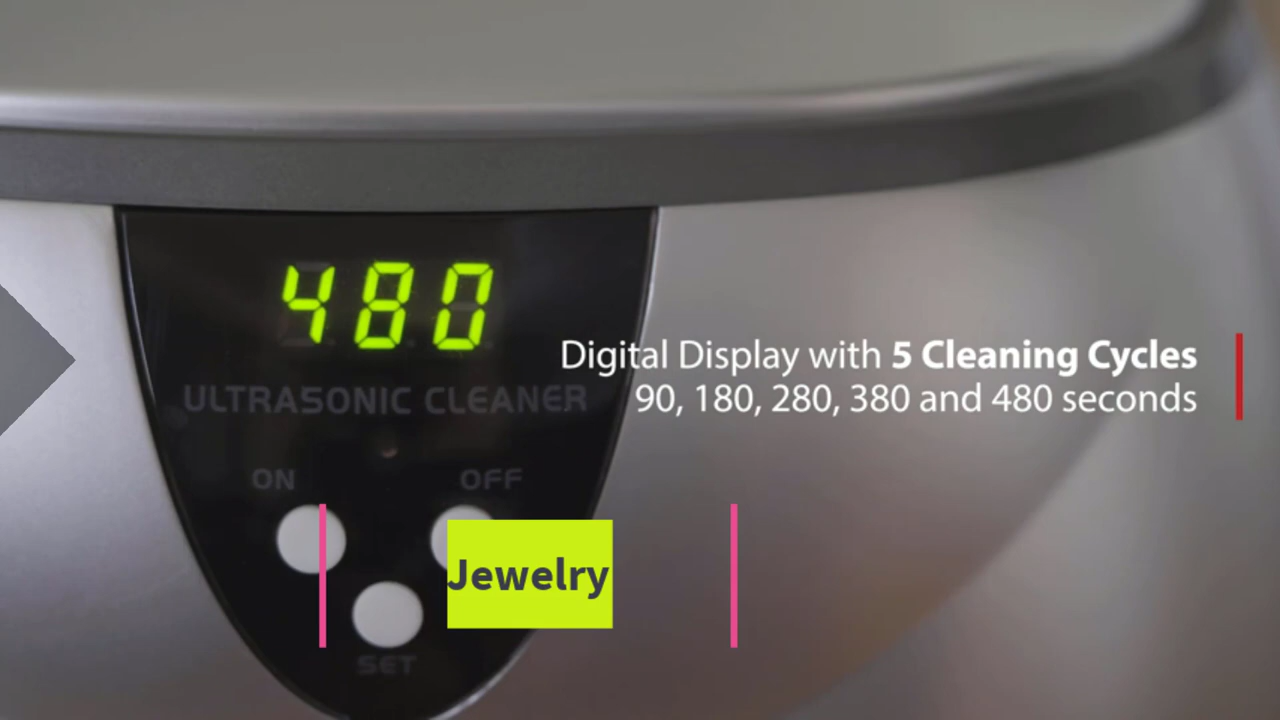 480
ULTRASONIC CLEANER
Digital Display with 5 Cleaning Cycles
90, 180, 280, 380 and 480 seconds
ON OFF
Jewelry
SET